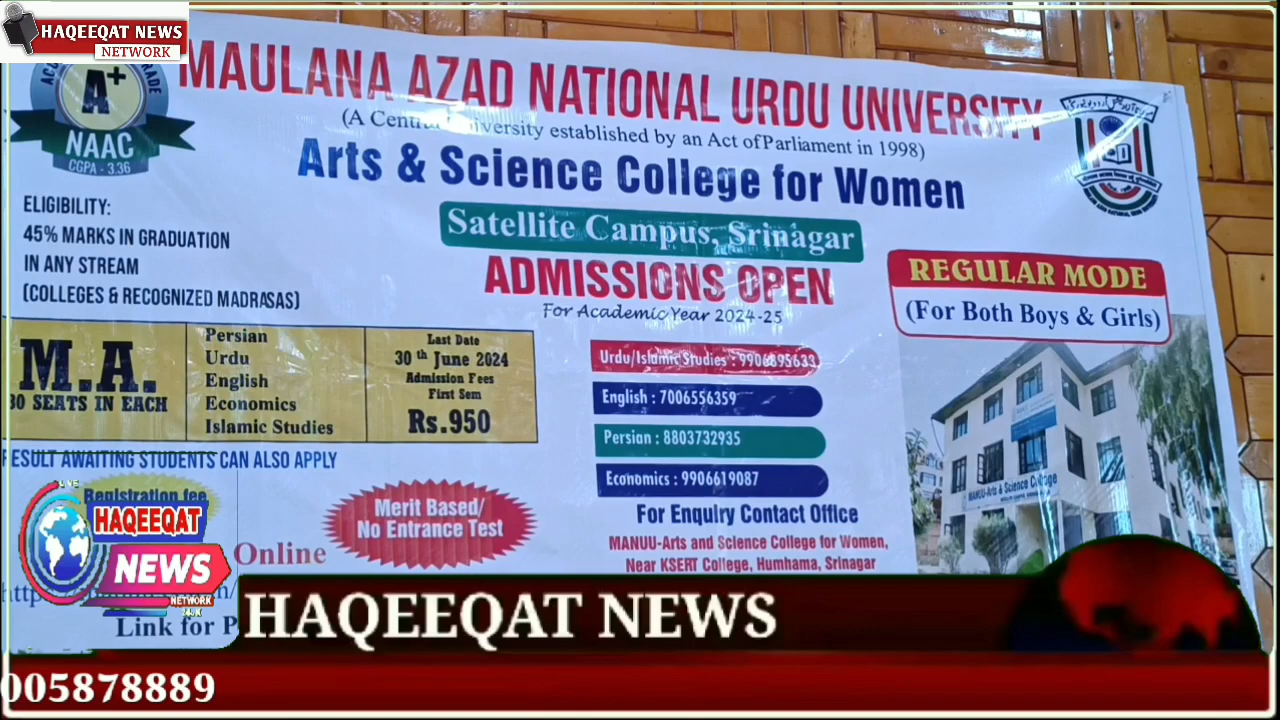 HAQEEQAT NEWS
NETWORK
A+
NAAC
CGPA - 3.36
MAULANA AZAD NATIONAL URDU UNIVERSITY
(A Central University established by an Act of Parliament in 1998)
Arts & Science College for Women
Satellite Campus, Srinagar
ADMISSIONS OPEN
For Academic Year 2024-25
ELIGIBILITY:
45% MARKS IN GRADUATION
IN ANY STREAM
(COLLEGES & RECOGNIZED MADRASAS)
REGULAR MODE
(For Both Boys & Girls)
M.A.
30 SEATS IN EACH
Persian
Urdu
English
Economics
Islamic Studies
Last Date
30th June 2024
Admission Fees
First Sem
Rs.950
Urdu/Islamic Studies : 9906895633
English : 7006556359
Persian : 8803732935
Economics : 9906619087
RESULT AWAITING STUDENTS CAN ALSO APPLY
Registration fee
Merit Based/
No Entrance Test
Online
Link for P
For Enquiry Contact Office
MANUU-Arts and Science College for Women,
Near KSERT College, Humhama, Srinagar
MANUU-Arts & Science College
LIVE
HAQEEQAT
NEWS
NETWORK
HAQEEQAT NEWS
005878889